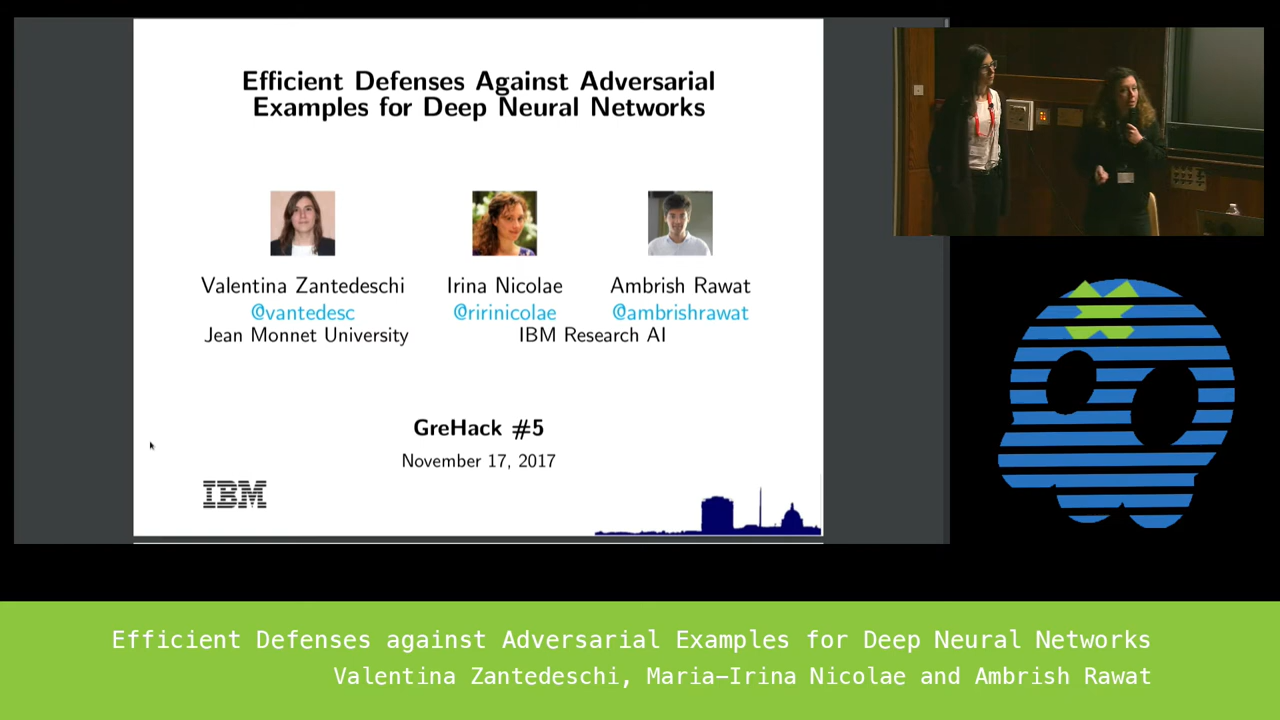 Efficient Defenses Against Adversarial
Examples for Deep Neural Networks
Valentina Zantedeschi
Irina Nicolae
Ambrish Rawat
@vantedesc
@ririnicolae
@ambrishrawat
Jean Monnet University
IBM Research AI
GreHack #5
November 17, 2017
IBM
Efficient Defenses against Adversarial Examples for Deep Neural Networks
Valentina Zantedeschi, Maria-Irina Nicolae and Ambrish Rawat